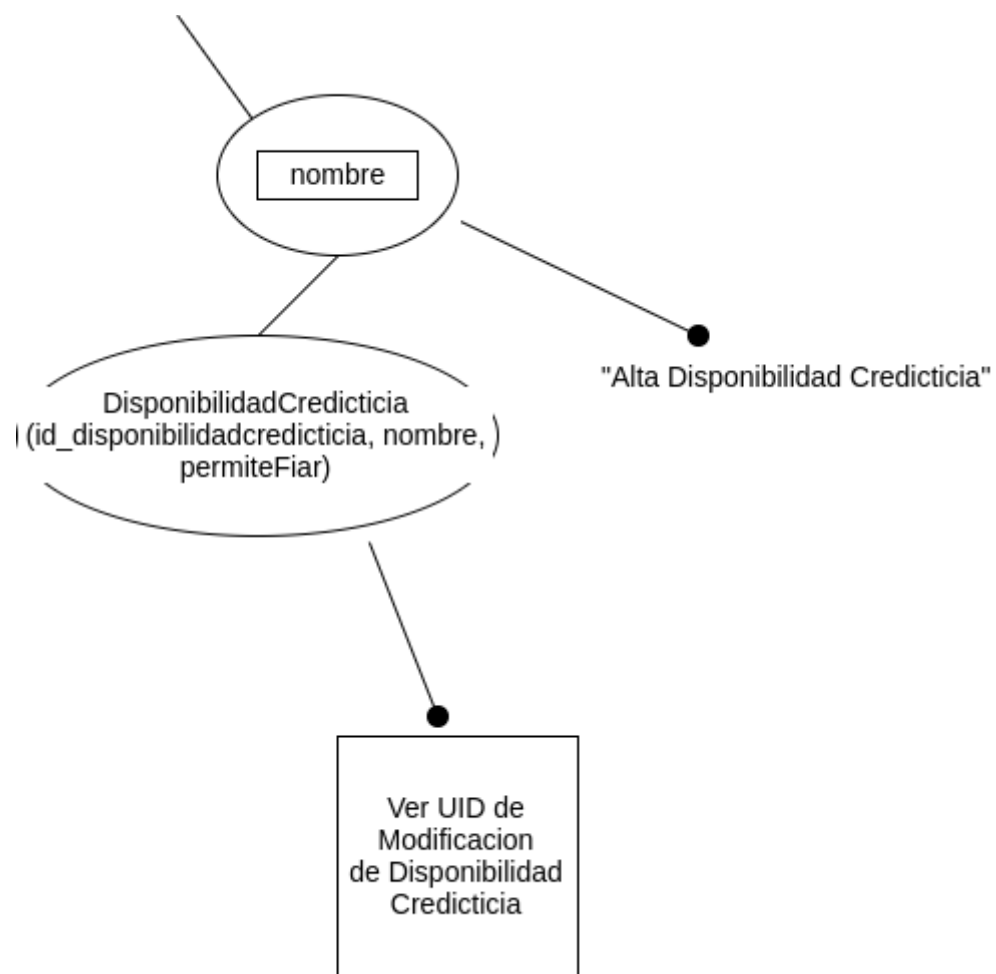 nombre
"Alta Disponibilidad Credicticia"
DisponibilidadCredicticia
(id_disponibilidadcredicticia, nombre,
permiteFiar)
Ver UID de
Modificacion
de Disponibilidad
Credicticia